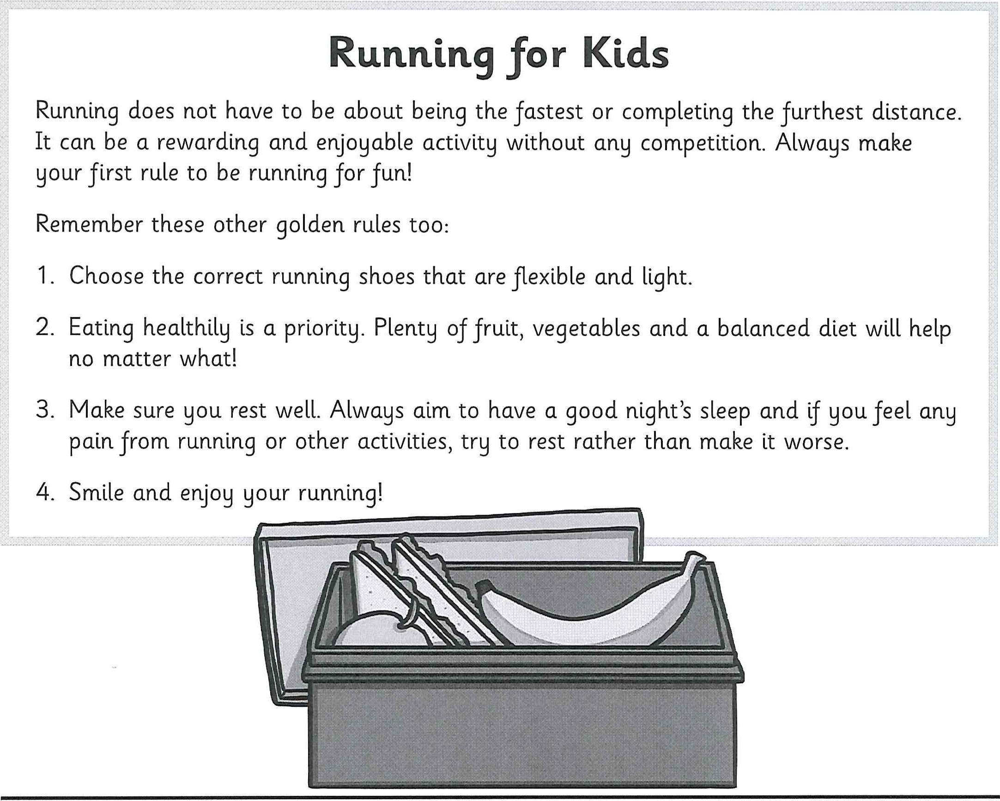 Running for Kids
Running does not have to be about being the fastest or completing the furthest distance.
It can be a rewarding and enjoyable activity without any competition. Always make
your first rule to be running for fun!
Remember these other golden rules too:
1. Choose the correct running shoes that are flexible and light.
2. Eating healthily is a priority. Plenty of fruit, vegetables and a balanced diet will help
no matter what!
3. Make sure you rest well. Always aim to have a good night’s sleep and if you feel any
pain from running or other activities, try to rest rather than make it worse.
4. Smile and enjoy your running!